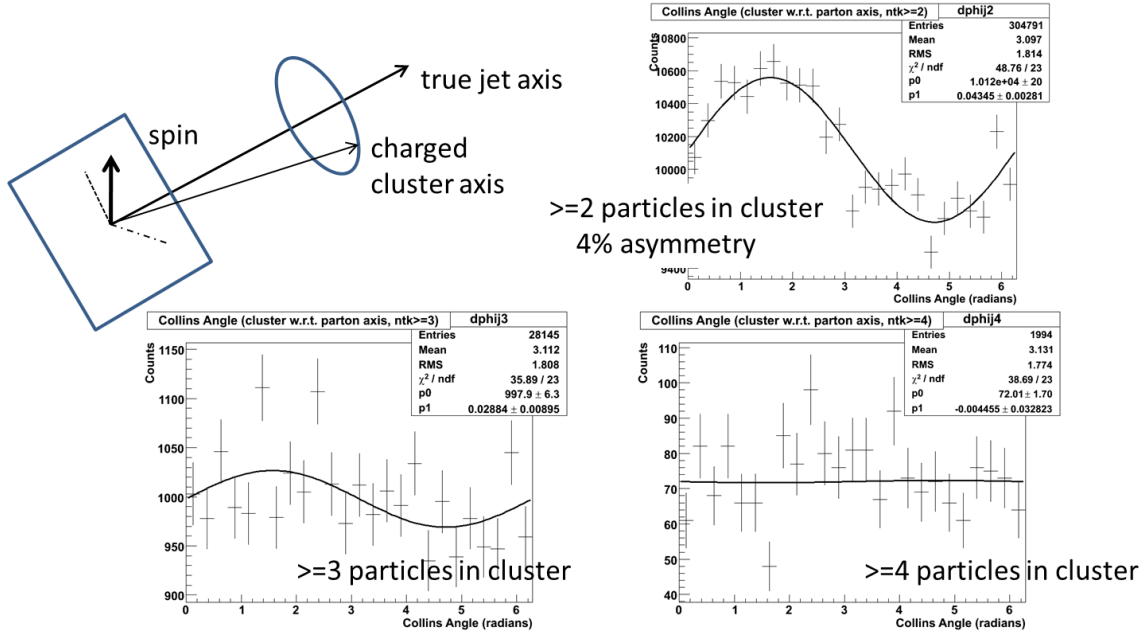 true jet axis
spin
charged
cluster axis
Collins Angle (cluster w.r.t. parton axis, ntk>=2)
dphij2
Entries 304791
Mean 3.097
RMS 1.814
χ² / ndf 48.76 / 23
p0 1.012e+04 ± 20
p1 0.04345 ± 0.00281
Counts
10800
10600
10400
10200
10000
9400
0 1 2 3 4 5 6
Collins Angle (radians)
>=2 particles in cluster
4% asymmetry
Collins Angle (cluster w.r.t. parton axis, ntk>=3)
dphij3
Entries 28145
Mean 3.112
RMS 1.808
χ² / ndf 35.89 / 23
p0 997.9 ± 6.3
p1 0.02884 ± 0.00895
Counts
1150
1100
1050
1000
950
900
0 1 2 3 4 5 6
Collins Angle (radians)
>=3 particles in cluster
Collins Angle (cluster w.r.t. parton axis, ntk>=4)
dphij4
Entries 1994
Mean 3.131
RMS 1.774
χ² / ndf 38.69 / 23
p0 72.01 ± 1.70
p1 -0.004455 ± 0.032823
Counts
110
100
90
80
70
60
50
40
0 1 2 3 4 5 6
Collins Angle (radians)
>=4 particles in cluster